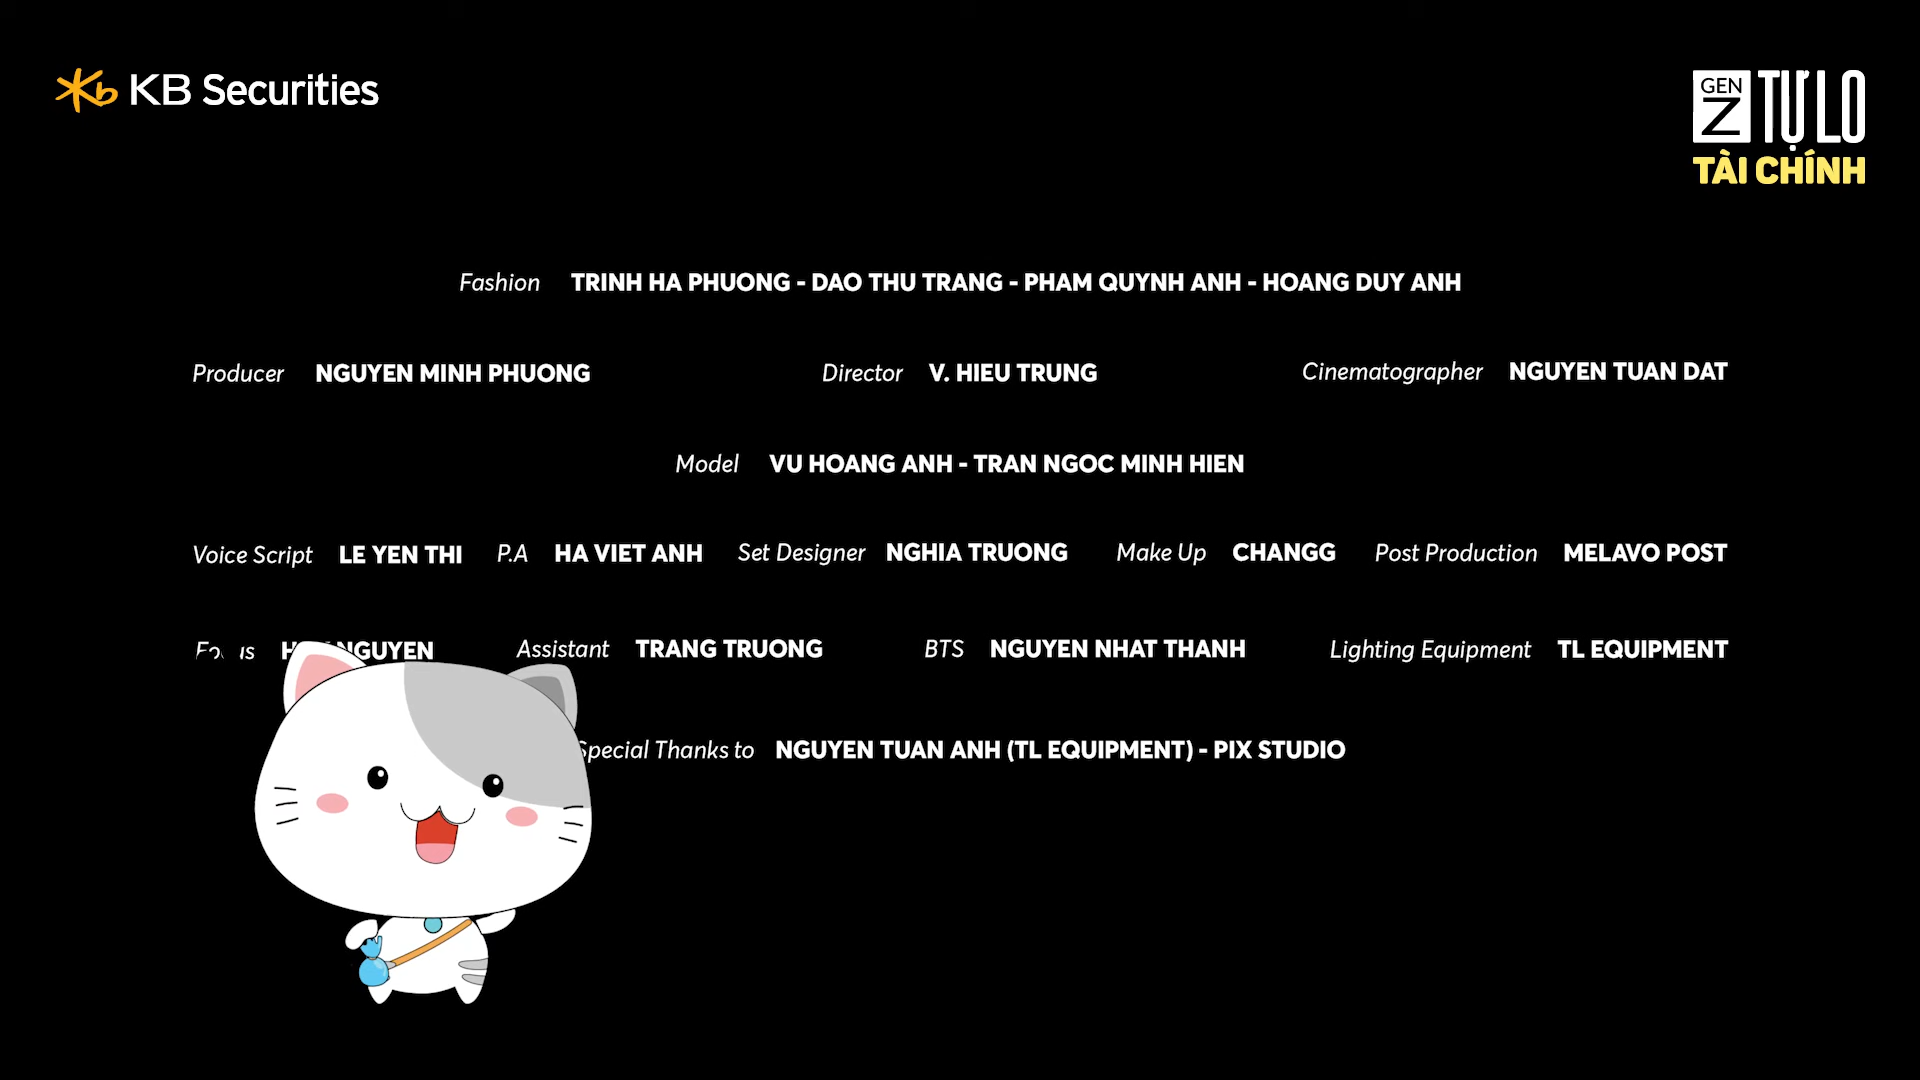 KB Securities
GEN Z TỰ LO
TÀI CHÍNH
Fashion TRINH HA PHUONG - DAO THU TRANG - PHAM QUYNH ANH - HOANG DUY ANH
Producer NGUYEN MINH PHUONG Director V. HIEU TRUNG Cinematographer NGUYEN TUAN DAT
Model VU HOANG ANH - TRAN NGOC MINH HIEN
Voice Script LE YEN THI P.A HA VIET ANH Set Designer NGHIA TRUONG Make Up CHANGG Post Production MELAVO POST
NGUYEN Assistant TRANG TRUONG BTS NGUYEN NHAT THANH Lighting Equipment TL EQUIPMENT
Special Thanks to NGUYEN TUAN ANH (TL EQUIPMENT) - PIX STUDIO